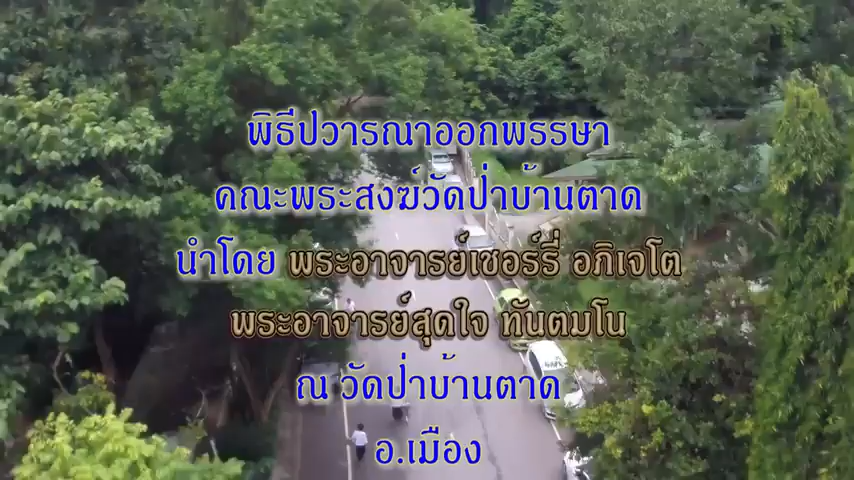 พิธีปวารณาออกพรรษา
คณะพระสงฆ์วัดป่าบ้านตาด
นำโดย พระอาจารย์เชอร์รี่ อภิเจโต
พระอาจารย์สุดใจ ทันตมโน
ณ วัดป่าบ้านตาด
อ.เมือง